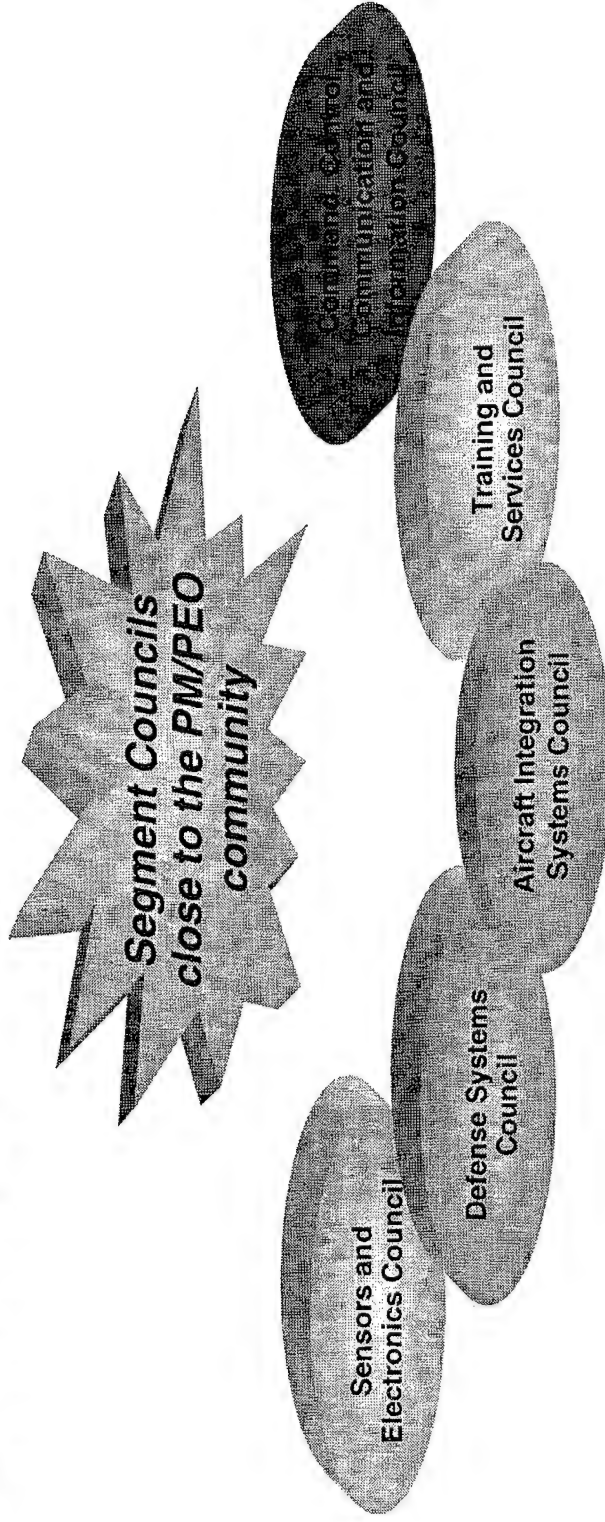 Segment Councils
close to the PM/PEO
community
Sensors and
Electronics Council
Defense Systems
Council
Aircraft Integration
Systems Council
Training and
Services Council
Command, Control,
Communication and
Information Council